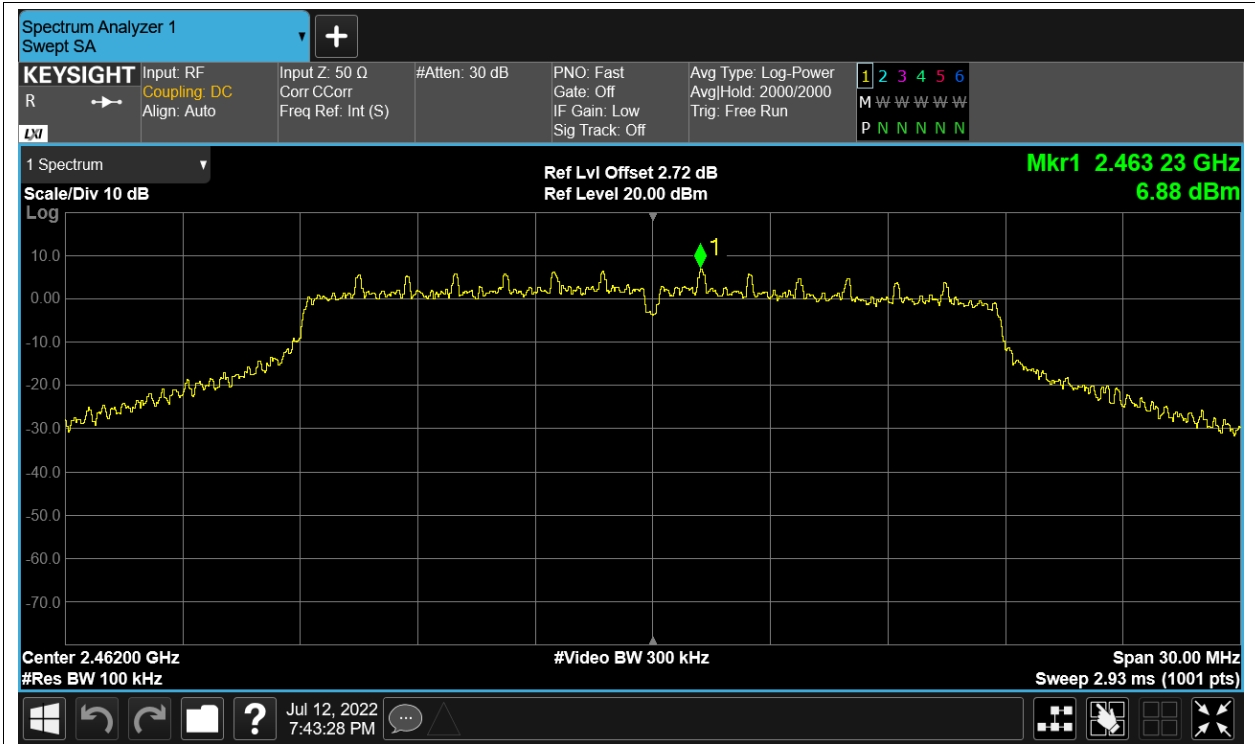 Spectrum Analyzer 1
Swept SA
+
KEYSIGHT
R
LXI
Input: RF
Coupling: DC
Align: Auto
Input Z: 50 Ω
Corr CCorr
Freq Ref: Int (S)
#Atten: 30 dB
PNO: Fast
Gate: Off
IF Gain: Low
Sig Track: Off
Avg Type: Log-Power
Avg|Hold: 2000/2000
Trig: Free Run
1 2 3 4 5 6
M W W W W W
P N N N N N
1 Spectrum
Scale/Div 10 dB
Log
Ref Lvl Offset 2.72 dB
Ref Level 20.00 dBm
Mkr1 2.463 23 GHz
6.88 dBm
1
10.0
0.00
-10.0
-20.0
-30.0
-40.0
-50.0
-60.0
-70.0
Center 2.46200 GHz
#Video BW 300 kHz
Span 30.00 MHz
#Res BW 100 kHz
Sweep 2.93 ms (1001 pts)
?
Jul 12, 2022
7:43:28 PM